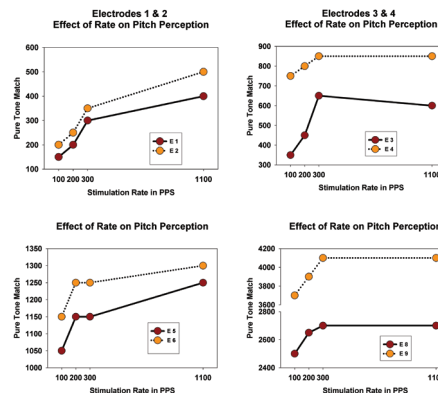 Electrodes 1 & 2
Effect of Rate on Pitch Perception
600
500
400
300
200
100
Pure Tone Match
E 1
E 2
100 200 300 1100
Stimulation Rate in PPS
Electrodes 3 & 4
Effect of Rate on Pitch Perception
900
800
700
600
500
400
300
Pure Tone Match
E 3
E 4
100 200 300 1100
Stimulation Rate in PPS
Effect of Rate on Pitch Perception
1350
1300
1250
1200
1150
1100
1050
1000
Pure Tone Match
E 5
E 6
100 200 300 1100
Stimulation Rate in PPS
Effect of Rate on Pitch Perception
4200
4000
3800
3600
2800
2400
Pure Tone Match
E 8
E 9
100 200 300 110
Stimulation Rate in PPS